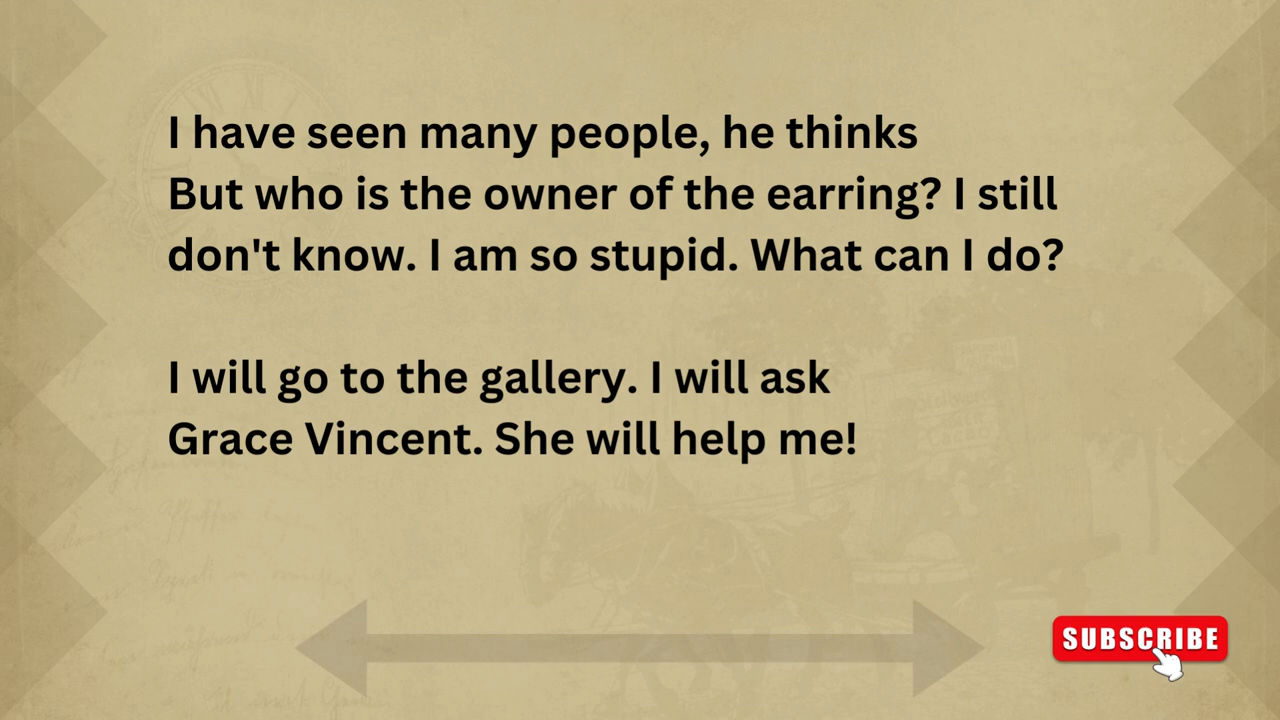 I have seen many people, he thinks
But who is the owner of the earring? I still
don't know. I am so stupid. What can I do?
I will go to the gallery. I will ask
Grace Vincent. She will help me!
SUBSCRIBE